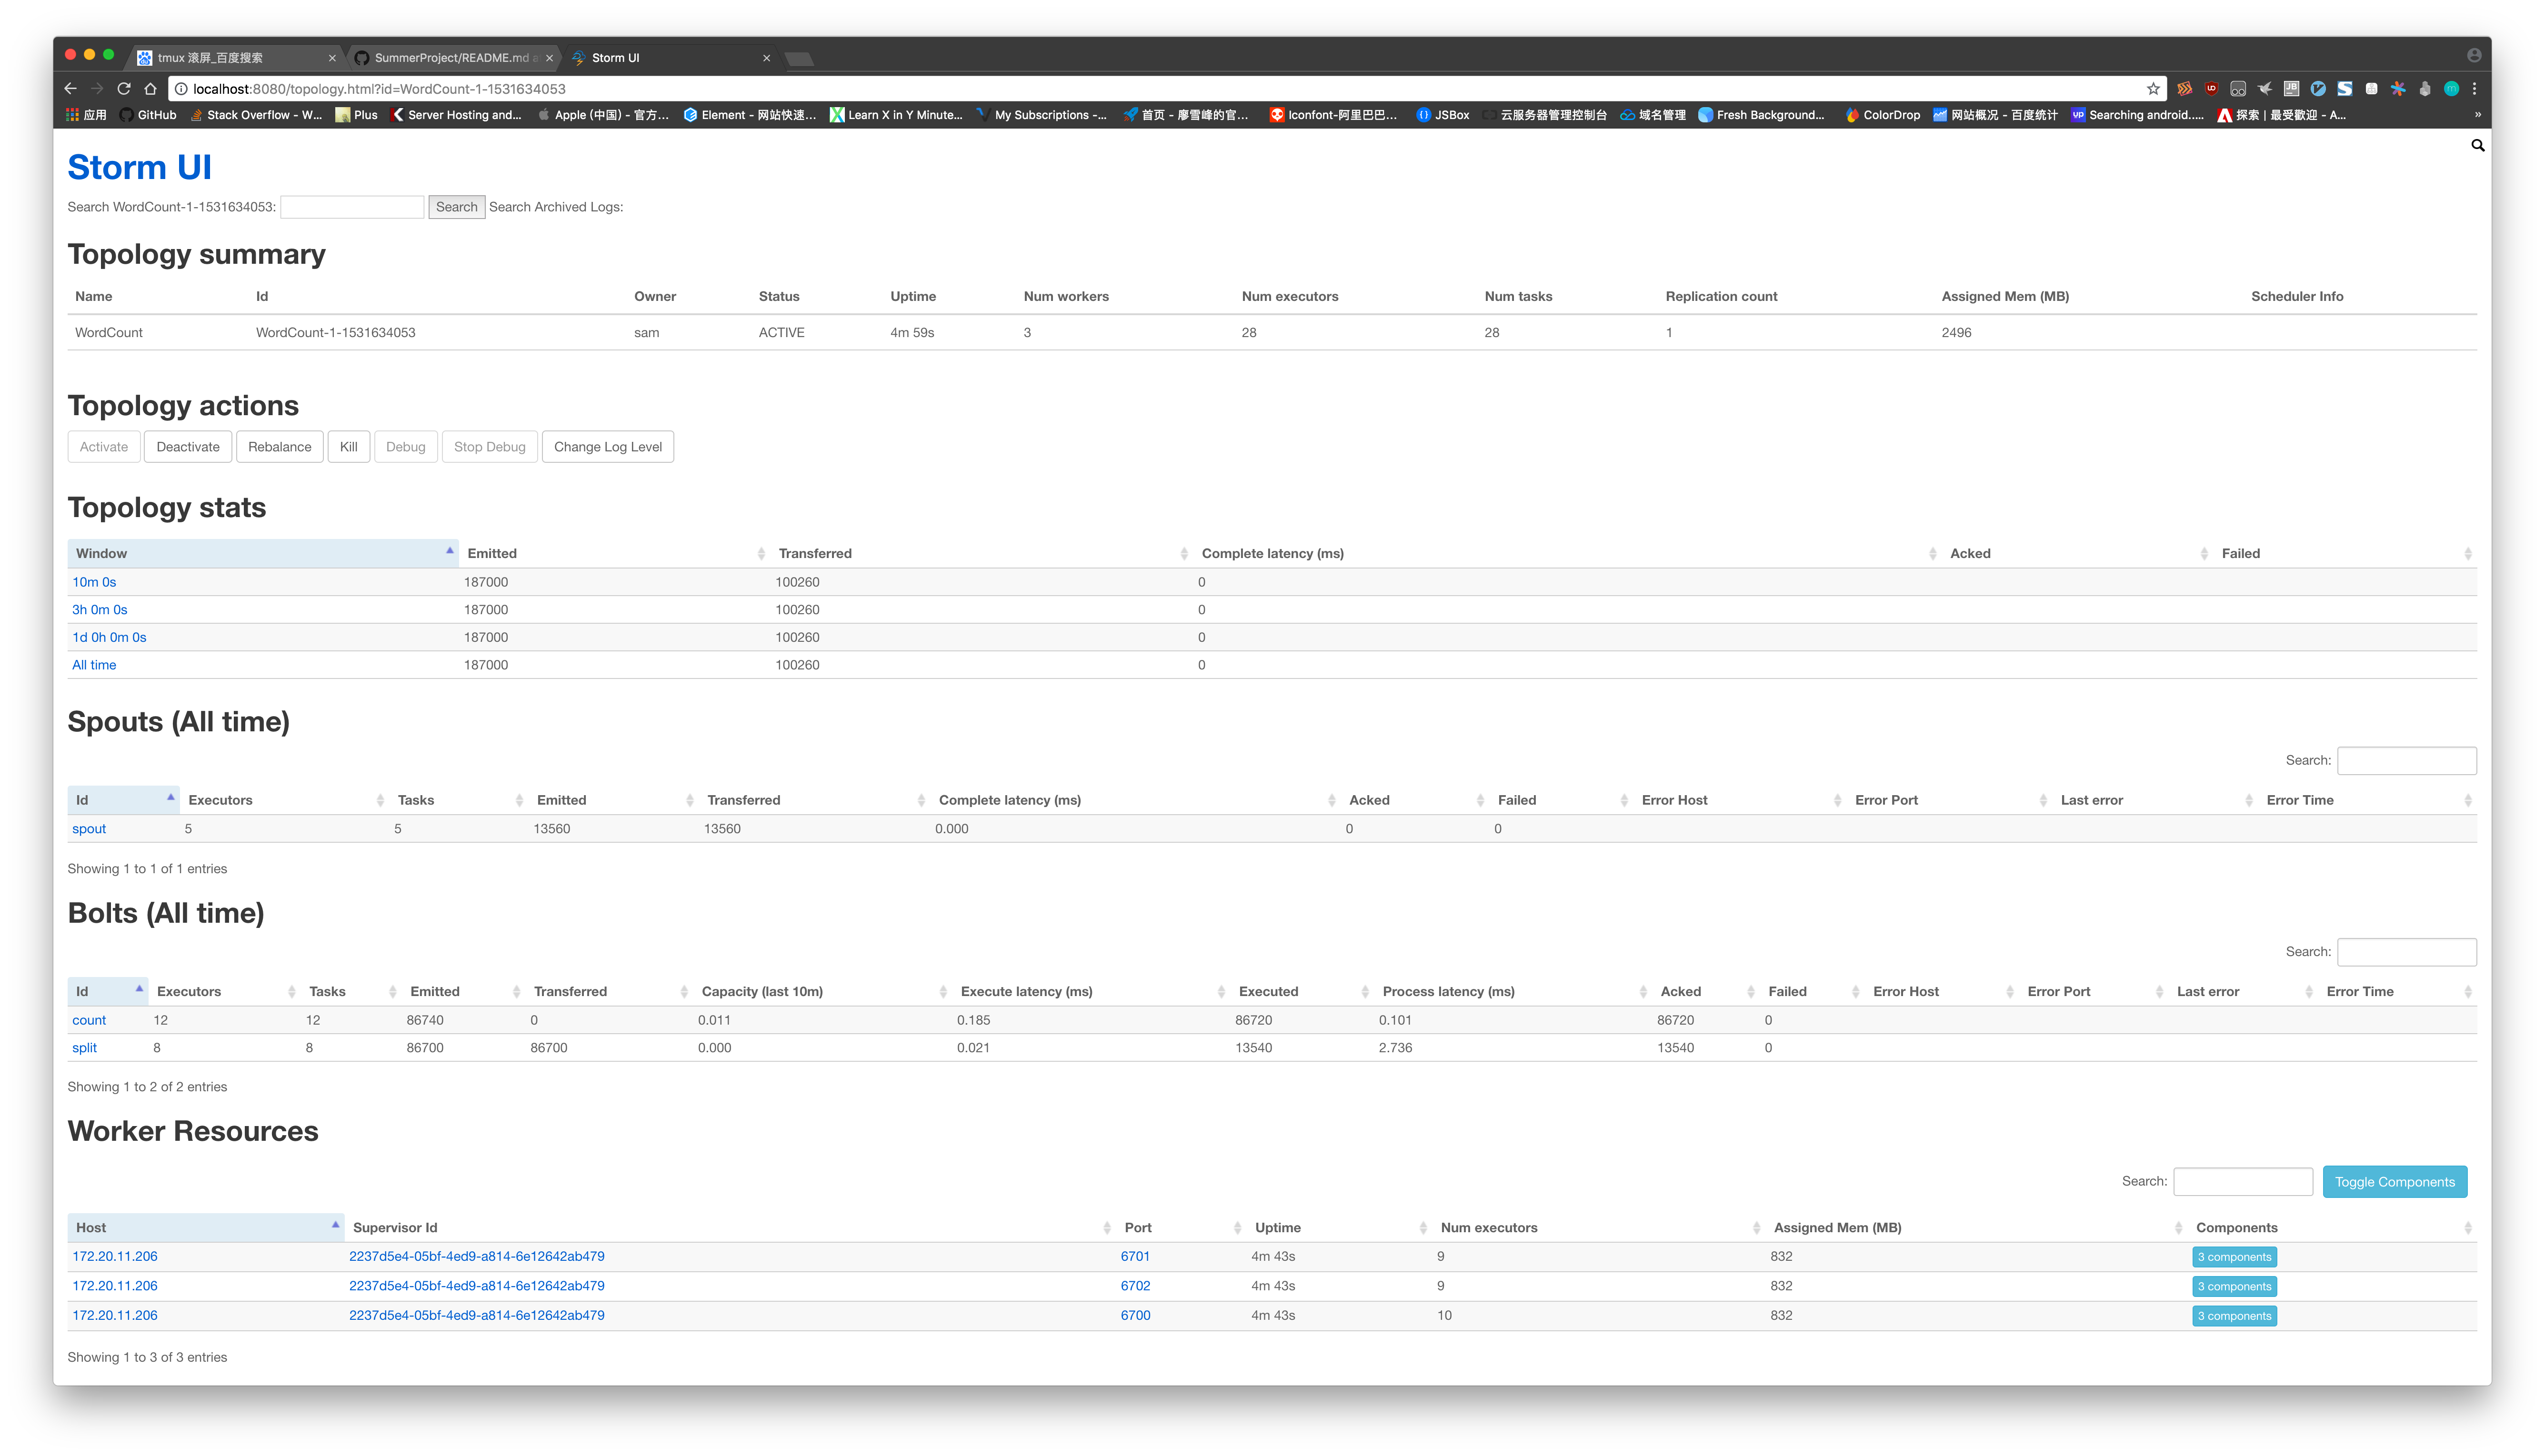 tmux 滚屏_百度搜索
SummerProject/README.md a
Storm UI
localhost:8080/topology.html?id=WordCount-1-1531634053
应用 GitHub Stack Overflow - W... Plus Server Hosting and... Apple (中国) - 官方... Element - 网站快速... Learn X in Y Minute... My Subscriptions -... 首页 - 廖雪峰的官... Iconfont-阿里巴巴... JSBox 云服务器管理控制台 域名管理 Fresh Background... ColorDrop 网站概况 - 百度统计 Searching android.... 探索 | 最受歡迎 - A... »
Storm UI
Search WordCount-1-1531634053: Search Search Archived Logs:
Topology summary
Name Id Owner Status Uptime Num workers Num executors Num tasks Replication count Assigned Mem (MB) Scheduler Info
WordCount WordCount-1-1531634053 sam ACTIVE 4m 59s 3 28 28 1 2496
Topology actions
Activate Deactivate Rebalance Kill Debug Stop Debug Change Log Level
Topology stats
Window Emitted Transferred Complete latency (ms) Acked Failed
10m 0s 187000 100260 0
3h 0m 0s 187000 100260 0
1d 0h 0m 0s 187000 100260 0
All time 187000 100260 0
Spouts (All time)
Search:
Id Executors Tasks Emitted Transferred Complete latency (ms) Acked Failed Error Host Error Port Last error Error Time
spout 5 5 13560 13560 0.000 0 0
Showing 1 to 1 of 1 entries
Bolts (All time)
Search:
Id Executors Tasks Emitted Transferred Capacity (last 10m) Execute latency (ms) Executed Process latency (ms) Acked Failed Error Host Error Port Last error Error Time
count 12 12 86740 0 0.011 0.185 86720 0.101 86720 0
split 8 8 86700 86700 0.000 0.021 13540 2.736 13540 0
Showing 1 to 2 of 2 entries
Worker Resources
Search: Toggle Components
Host Supervisor Id Port Uptime Num executors Assigned Mem (MB) Components
172.20.11.206 2237d5e4-05bf-4ed9-a814-6e12642ab479 6701 4m 43s 9 832 3 components
172.20.11.206 2237d5e4-05bf-4ed9-a814-6e12642ab479 6702 4m 43s 9 832 3 components
172.20.11.206 2237d5e4-05bf-4ed9-a814-6e12642ab479 6700 4m 43s 10 832 3 components
Showing 1 to 3 of 3 entries